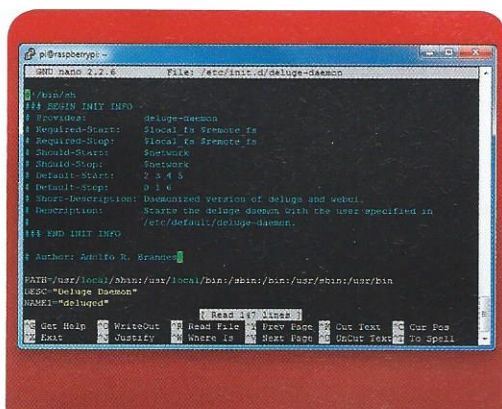 pi@raspberrypi: ~
GNU nano 2.2.6 File: /etc/init.d/deluge-daemon
#!/bin/sh
### BEGIN INIT INFO
# Provides: deluge-daemon
# Required-Start: $local_fs $remote_fs
# Required-Stop: $local_fs $remote_fs
# Should-Start: $network
# Should-Stop: $network
# Default-Start: 2 3 4 5
# Default-Stop: 0 1 6
# Short-Description: Daemonized version of deluge and webui.
# Description: Starts the deluge daemon with the user specified in
# /etc/default/deluge-daemon.
### END INIT INFO
# Author: Adolfo R. Brandes
PATH=/usr/local/sbin:/usr/local/bin:/sbin:/bin:/usr/sbin:/usr/bin
DESC="Deluge Daemon"
NAME1="deluged"
[ Read 147 lines ]
^G Get Help ^O WriteOut ^R Read File ^Y Prev Page ^K Cut Text ^C Cur Pos
^X Exit ^J Justify ^W Where Is ^V Next Page ^U UnCut Text ^T To Spell